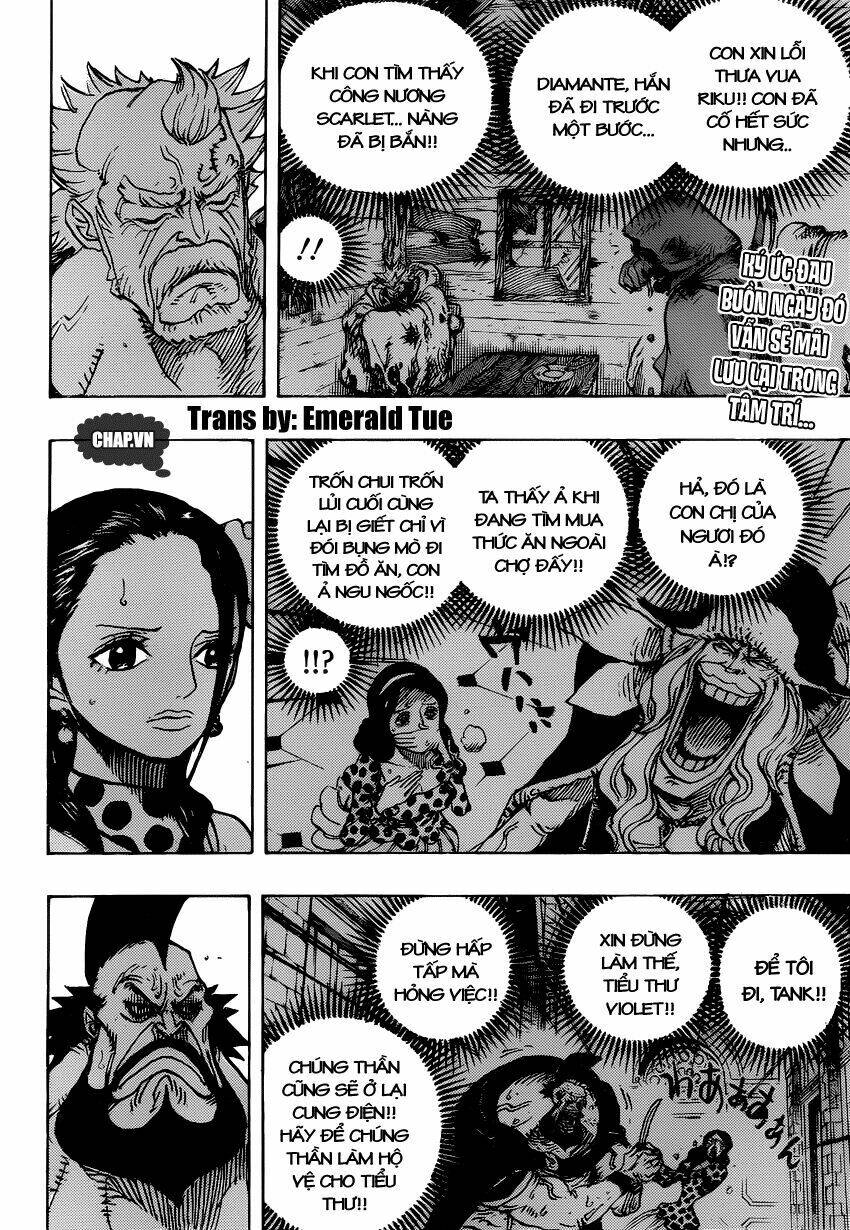 CON XIN LỖI
THƯA VUA
RIKU!! CON ĐÃ
CỐ HẾT SỨC
NHƯNG..
DIAMANTE, HẮN
ĐÃ ĐI TRƯỚC
MỘT BƯỚC...
KHI CON TÌM THẤY
CÔNG NƯƠNG
SCARLET... NÀNG
ĐÃ BỊ BẮN!!
!!
KÝ ỨC ĐAU
BUỒN NGÀY ĐÓ
VẪN SẼ MÃI
LƯU LẠI TRONG
TÂM TRÍ...
Trans by: Emerald Tue
CHAP.VN
HẢ, ĐÓ LÀ
CON CHỊ CỦA
NGƯƠI ĐÓ
À!?
TA THẤY Ả KHI
ĐANG TÌM MUA
THỨC ĂN NGOÀI
CHỢ ĐẤY!!
TRỐN CHUI TRỐN
LỦI CUỐI CÙNG
LẠI BỊ GIẾT CHỈ VÌ
ĐÓI BỤNG MÒ ĐI
TÌM ĐỒ ĂN, CON
Ả NGU NGỐC!!
!!?
ĐỂ TÔI
ĐI, TANK!!
XIN ĐỪNG
LÀM THẾ,
TIỂU THƯ
VIOLET!!
ĐỪNG HẤP
TẤP MÀ
HỎNG VIỆC!!
CHÚNG THẦN
CŨNG SẼ Ở LẠI
CUNG ĐIỆN!!
HÃY ĐỂ CHÚNG
THẦN LÀM HỘ
VỆ CHO TIỂU
THƯ!!